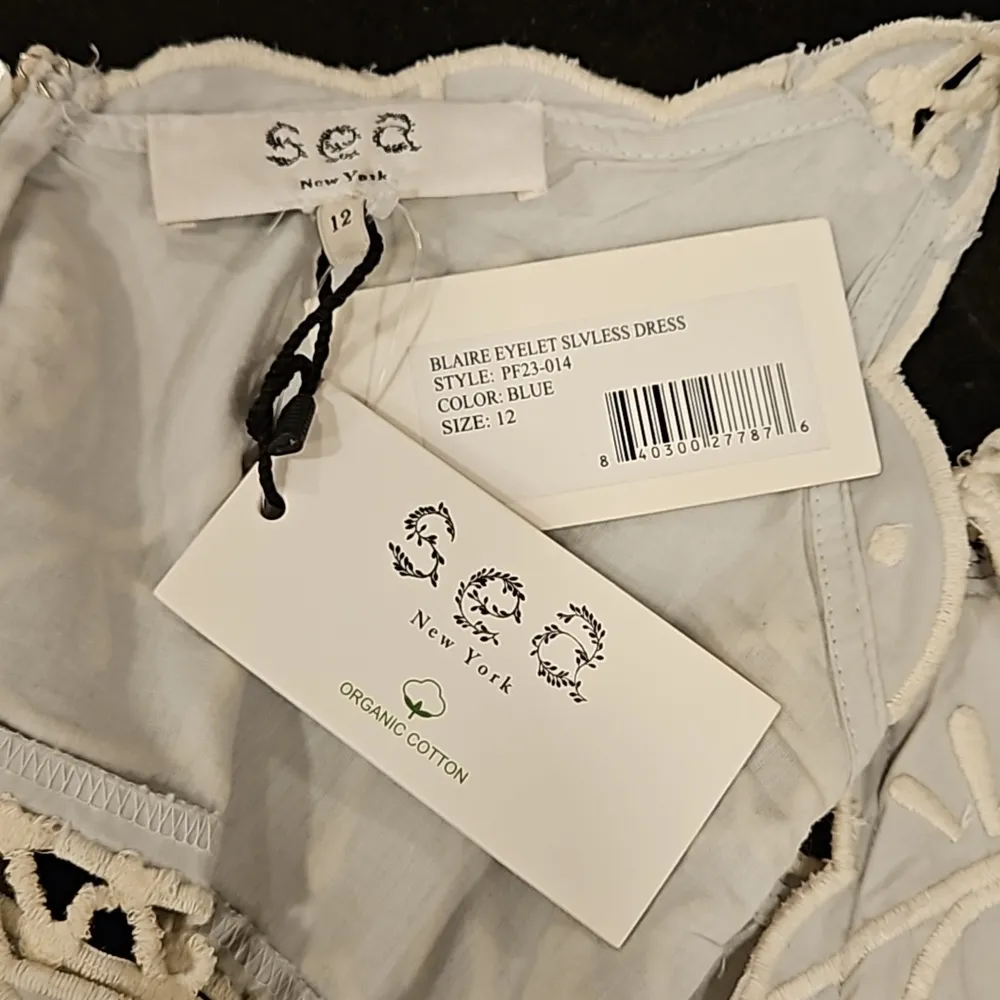 sea
New York
12
BLAIRE EYELET SLVLESS DRESS
STYLE: PF23-014
COLOR: BLUE
SIZE: 12
8 40300 27787 6
sea
New York
ORGANIC COTTON